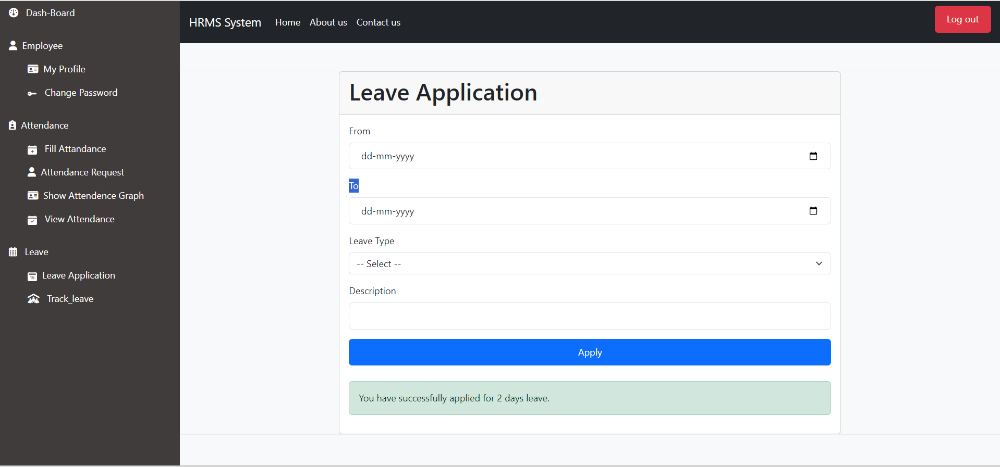 Dash-Board
Employee
My Profile
Change Password
Attendance
Fill Attandance
Attendance Request
Show Attendence Graph
View Attendance
Leave
19 Leave Application
Track_leave
HRMS System Home About us Contact us Log out
Leave Application
From
dd-mm-yyyy
To
dd-mm-yyyy
Leave Type
-- Select --
Description
Apply
You have successfully applied for 2 days leave.